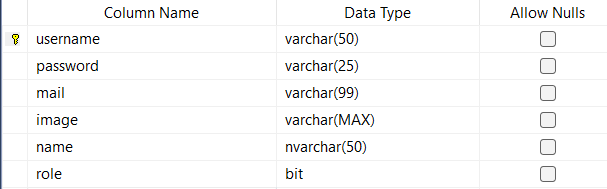 Column Name Data Type Allow Nulls
username varchar(50)
password varchar(25)
mail varchar(99)
image varchar(MAX)
name nvarchar(50)
role bit